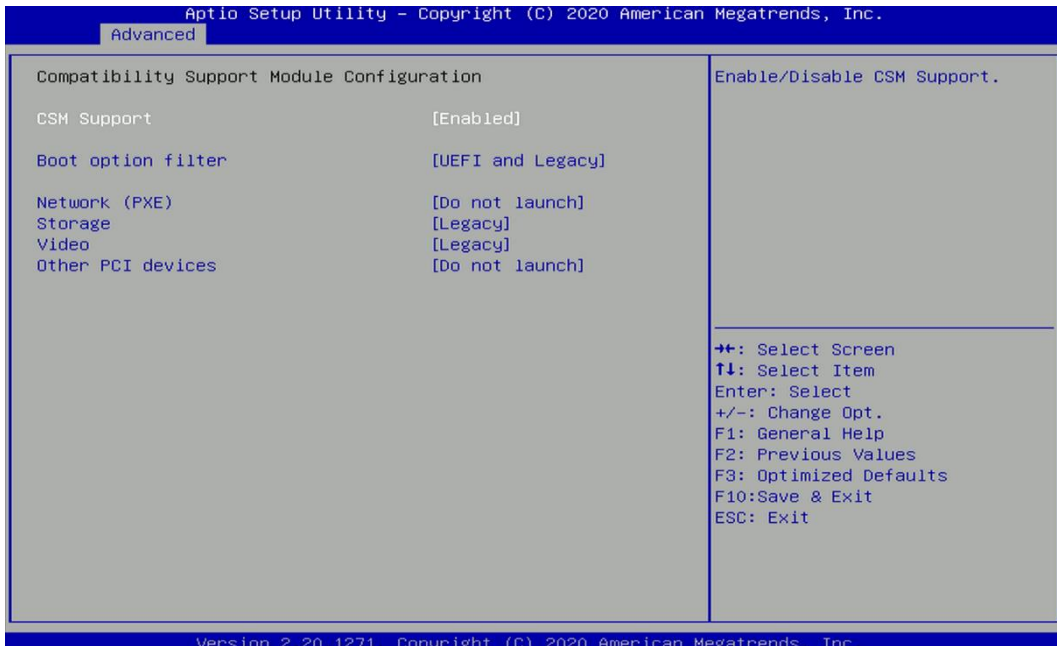 Aptio Setup Utility – Copyright (C) 2020 American Megatrends, Inc.
Advanced
Compatibility Support Module Configuration
CSM Support [Enabled]
Boot option filter [UEFI and Legacy]
Network (PXE) [Do not launch]
Storage [Legacy]
Video [Legacy]
Other PCI devices [Do not launch]
Enable/Disable CSM Support.
→←: Select Screen
↑↓: Select Item
Enter: Select
+/-: Change Opt.
F1: General Help
F2: Previous Values
F3: Optimized Defaults
F10:Save & Exit
ESC: Exit
Version 2.20.1271. Copyright (C) 2020 American Megatrends, Inc.